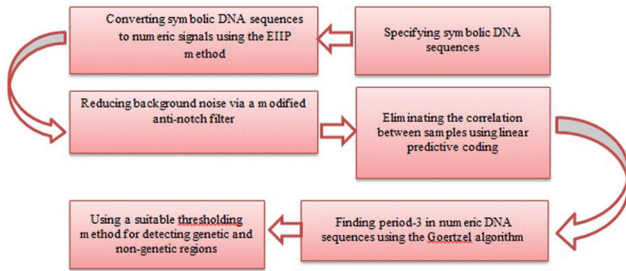 Converting symbolic DNA sequences
to numeric signals using the EIIP
method
Specifying symbolic DNA
sequences
Reducing background noise via a modified
anti-notch filter
Eliminating the correlation
between samples using linear
predictive coding
Using a suitable thresholding
method for detecting genetic and
non-genetic regions
Finding period-3 in numeric DNA
sequences using the Goertzel algorithm